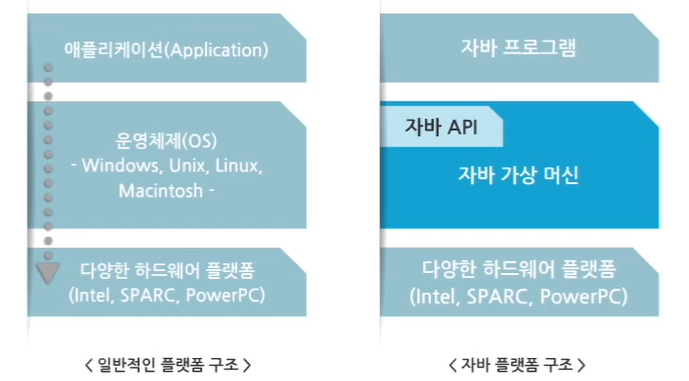 애플리케이션(Application)
운영체제(OS)
- Windows, Unix, Linux,
Macintosh -
다양한 하드웨어 플랫폼
(Intel, SPARC, PowerPC)
< 일반적인 플랫폼 구조 >
자바 프로그램
자바 API
자바 가상 머신
다양한 하드웨어 플랫폼
(Intel, SPARC, PowerPC)
< 자바 플랫폼 구조 >